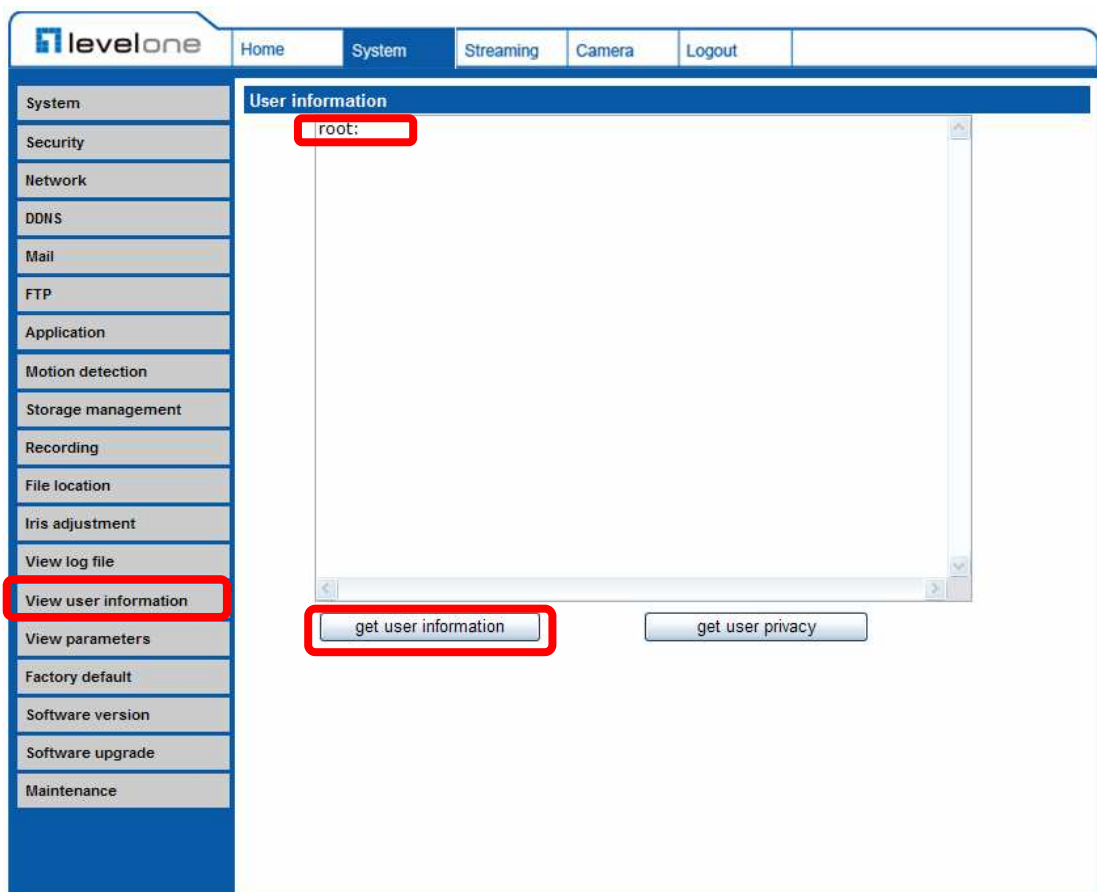 levelone
Home System Streaming Camera Logout
System
Security
Network
DDNS
Mail
FTP
Application
Motion detection
Storage management
Recording
File location
Iris adjustment
View log file
View user information
View parameters
Factory default
Software version
Software upgrade
Maintenance
User information
root:
get user information get user privacy